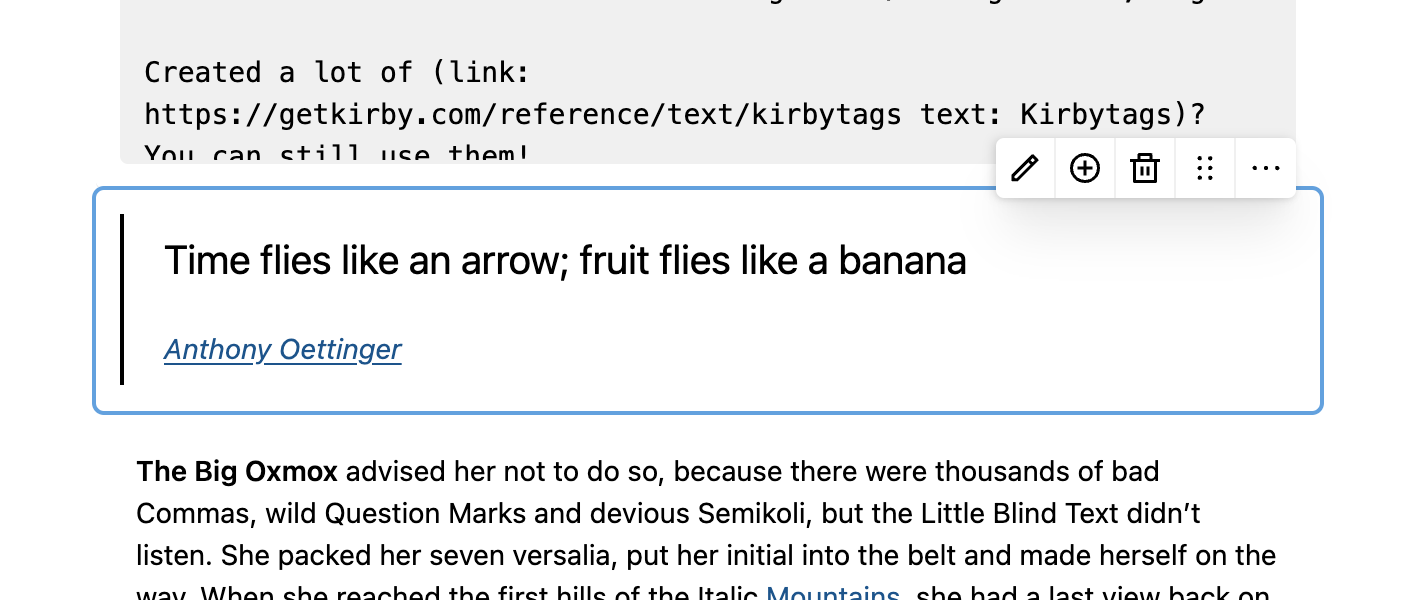 Created a lot of (link:
https://getkirby.com/reference/text/kirbytags text: Kirbytags)?
You can still use them!
Time flies like an arrow; fruit flies like a banana
Anthony Oettinger
The Big Oxmox advised her not to do so, because there were thousands of bad
Commas, wild Question Marks and devious Semikoli, but the Little Blind Text didn’t
listen. She packed her seven versalia, put her initial into the belt and made herself on the
way. When she reached the first hills of the Italic Mountains, she had a last view back on